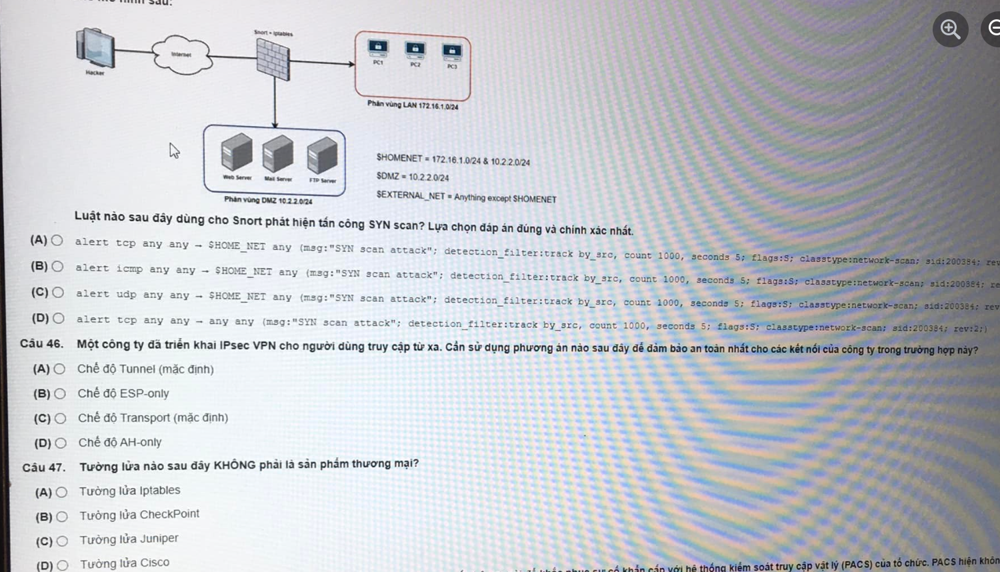 sau:
Snort + Iptables
Internet
Hacker
PC1
PC2
PC3
Phân vùng LAN 172.16.1.0/24
Web Server
Mail Server
FTP Server
Phân vùng DMZ 10.2.2.0/24
$HOMENET = 172.16.1.0/24 & 10.2.2.0/24
$DMZ = 10.2.2.0/24
$EXTERNAL_NET = Anything except $HOMENET
Luật nào sau đây dùng cho Snort phát hiện tấn công SYN scan? Lựa chọn đáp án đúng và chính xác nhất.
(A) alert tcp any any → $HOME_NET any (msg:"SYN scan attack"; detection_filter:track by_src, count 1000, seconds 5; flags:S; classtype:network-scan; sid:200384; rev
(B) alert icmp any any → $HOME_NET any (msg:"SYN scan attack"; detection_filter:track by_src, count 1000, seconds 5; flags:S; classtype:network-scan; sid:200384; re
(C) alert udp any any → $HOME_NET any (msg:"SYN scan attack"; detection_filter:track by_src, count 1000, seconds 5; flags:S; classtype:network-scan; sid:200384; rev
(D) alert tcp any any → any any (msg:"SYN scan attack"; detection_filter:track by_src, count 1000, seconds 5; flags:S; classtype:network-scan; sid:200384; rev:2;)
Câu 46. Một công ty đã triển khai IPsec VPN cho người dùng truy cập từ xa. Cần sử dụng phương án nào sau đây để đảm bảo an toàn nhất cho các kết nối của công ty trong trường hợp này?
(A) Chế độ Tunnel (mặc định)
(B) Chế độ ESP-only
(C) Chế độ Transport (mặc định)
(D) Chế độ AH-only
Câu 47. Tường lửa nào sau đây KHÔNG phải là sản phẩm thương mại?
(A) Tường lửa Iptables
(B) Tường lửa CheckPoint
(C) Tường lửa Juniper
(D) Tường lửa Cisco
khẩn cấp với hệ thống kiểm soát truy cập vật lý (PACS) của tổ chức. PACS hiện khôn